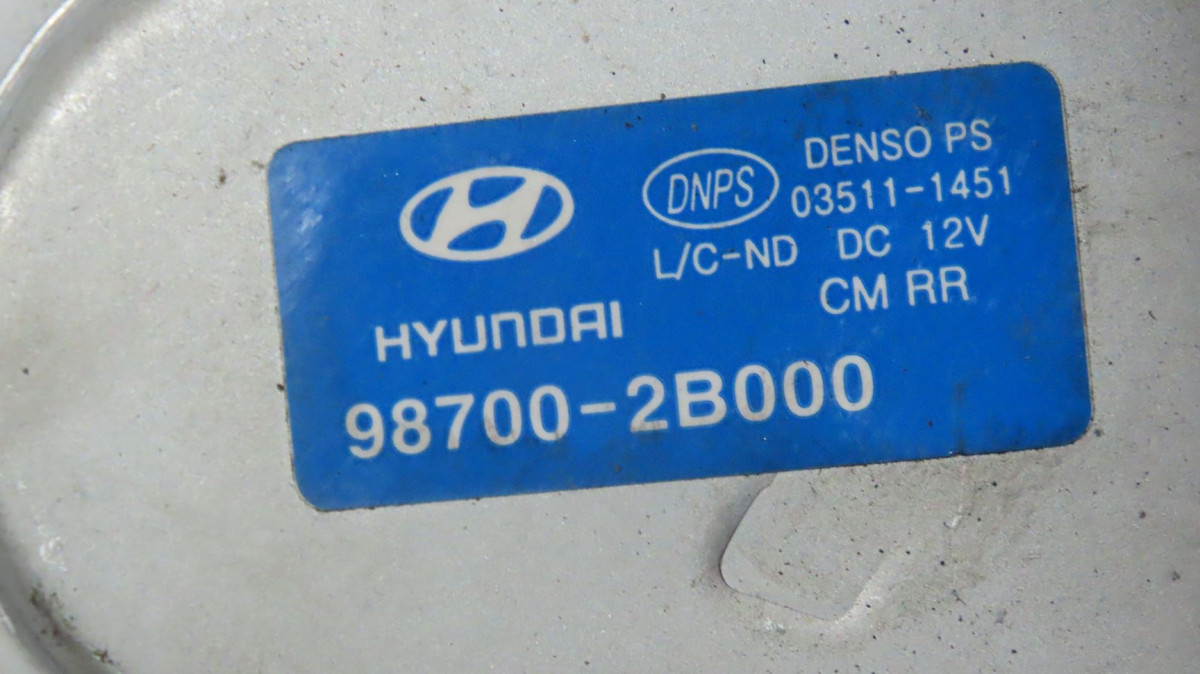 HYUNDAI
98700-2B000
DNPS
DENSO PS
03511-1451
L/C-ND DC 12V
CM RR